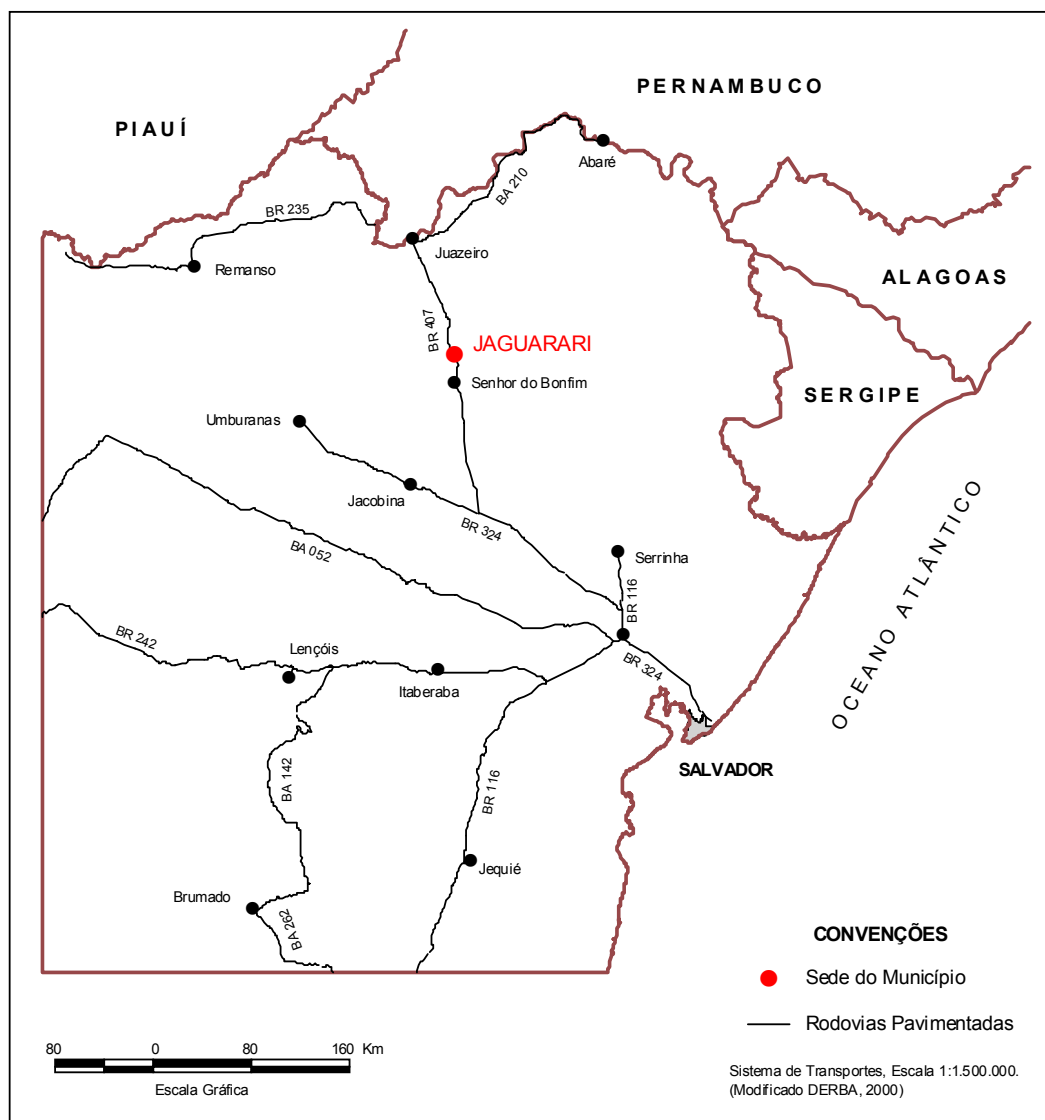 PERNAMBUCO
PIAUÍ
Abaré
BA 210
BR 235
Juazeiro
Remanso
ALAGOAS
BR 407
JAGUARARI
Senhor do Bonfim
SERGIPE
Umburanas
Jacobina
BR 324
OCEANO ATLÂNTICO
BA 052
Serrinha
BR 116
BR 242
Lençóis
Itaberaba
BR 324
SALVADOR
BA 142
BR 116
Jequié
Brumado
BA 262
CONVENÇÕES
Sede do Município
Rodovias Pavimentadas
80 0 80 160 Km
Escala Gráfica
Sistema de Transportes, Escala 1:1.500.000.
(Modificado DERBA, 2000)